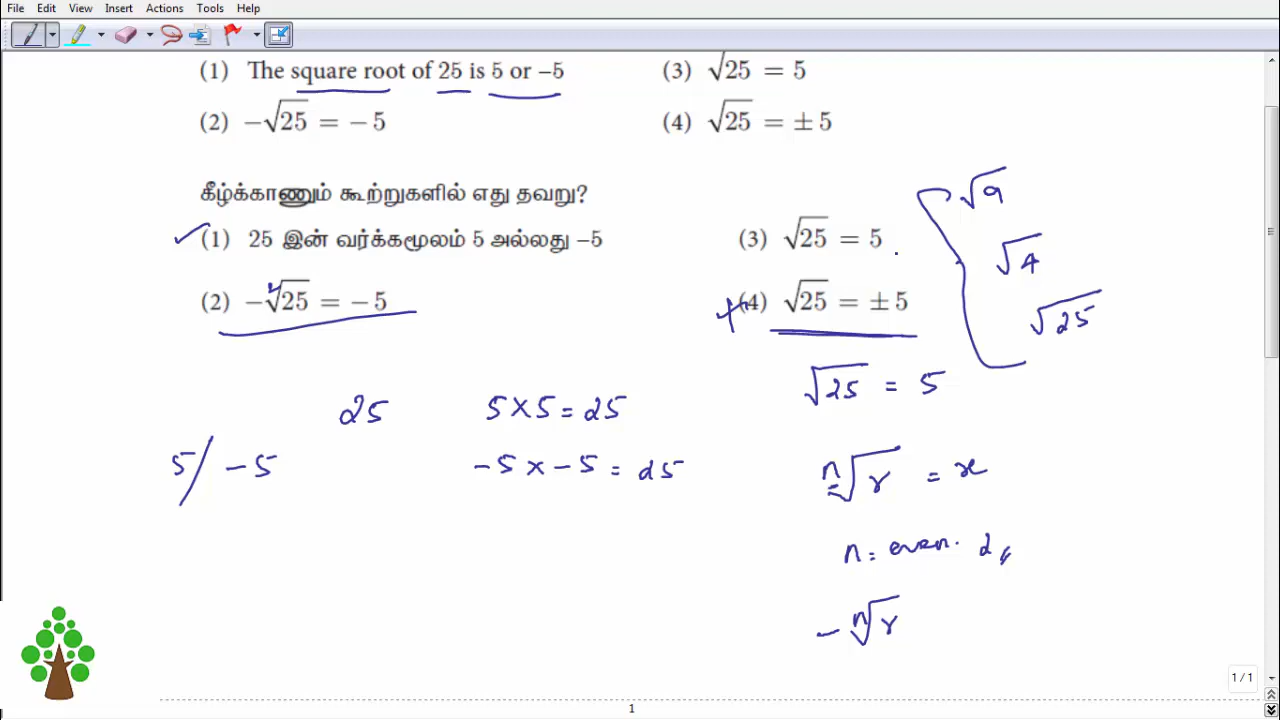 File Edit View Insert Actions Tools Help
(1) The square root of 25 is 5 or –5 (3) √25 = 5
(2) –√25 = – 5 (4) √25 = ± 5
கீழ்க்காணும் கூற்றுகளில் எது தவறு?
(1) 25 இன் வர்க்கமூலம் 5 அல்லது –5 (3) √25 = 5
(2) –√25 = – 5 (4) √25 = ± 5
√9
√4
√25
√25 = 5
25 5×5=25
5/ –5 –5 × –5 = 25
ⁿ√r = x
n = even. 2,
– ⁿ√r
1 / 1
1